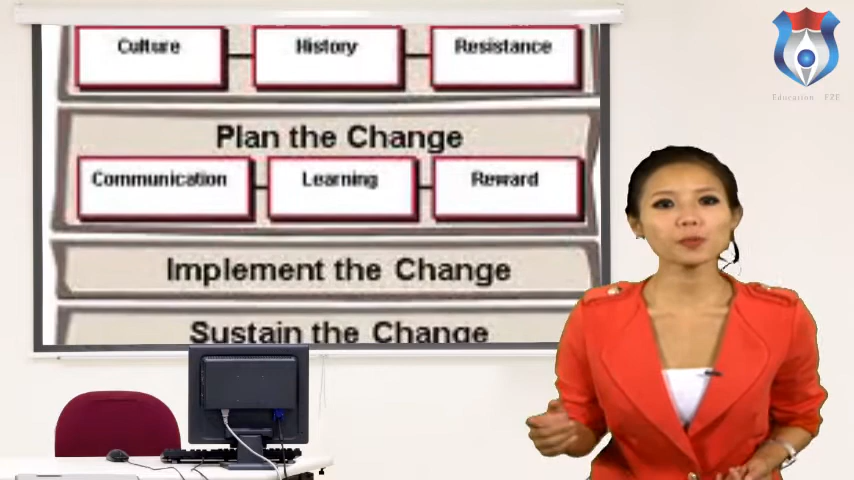 Culture History Resistance
Plan the Change
Communication Learning Reward
Implement the Change
Sustain the Change
Education FZE